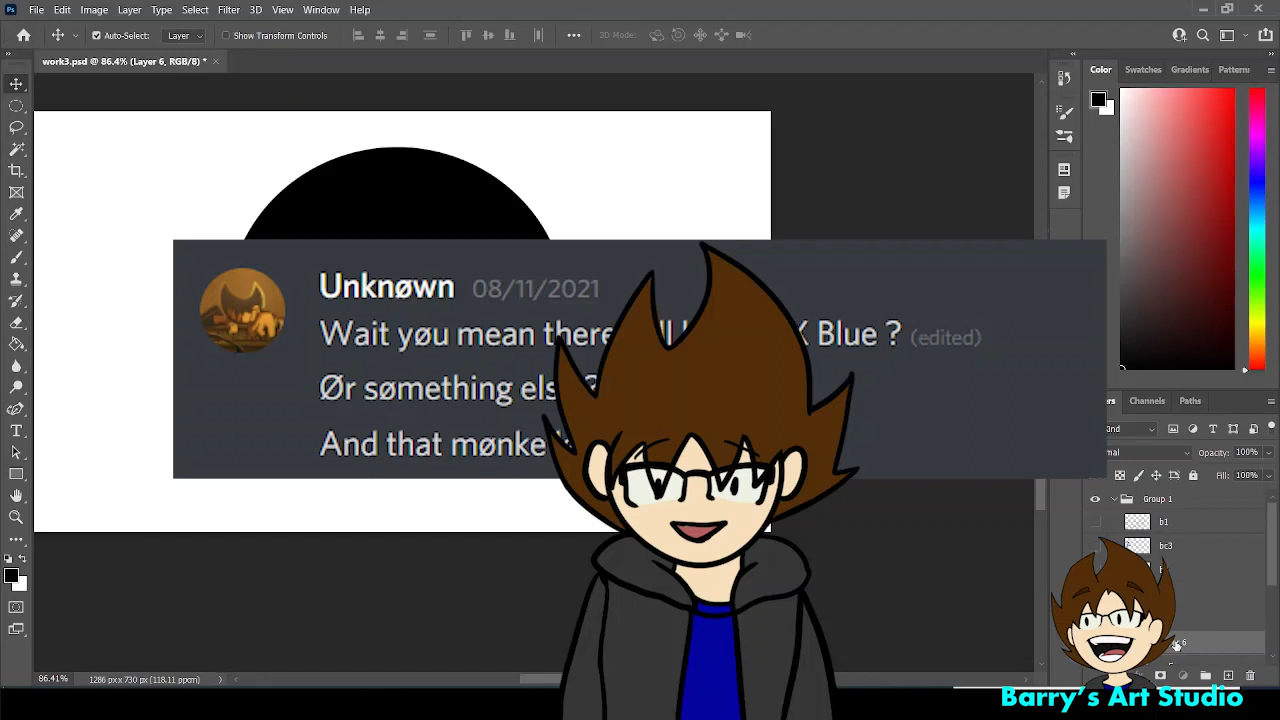 File Edit Image Layer Type Select Filter 3D View Window Help
Auto-Select: Layer Show Transform Controls 3D Mode:
work3.psd @ 86.4% (Layer 6, RGB/8) *
Color Swatches Gradients Patterns
Unknøwn 08/11/2021
Wait yøu mean there X Blue ? (edited)
Ør sømething else ?
And that
Channels Paths
Opacity: 100%
Fill: 100%
Group 1
b1
bc3
6
86.41% 1286 px x 730 px (118.11 ppcm)
Barry's Art Studio